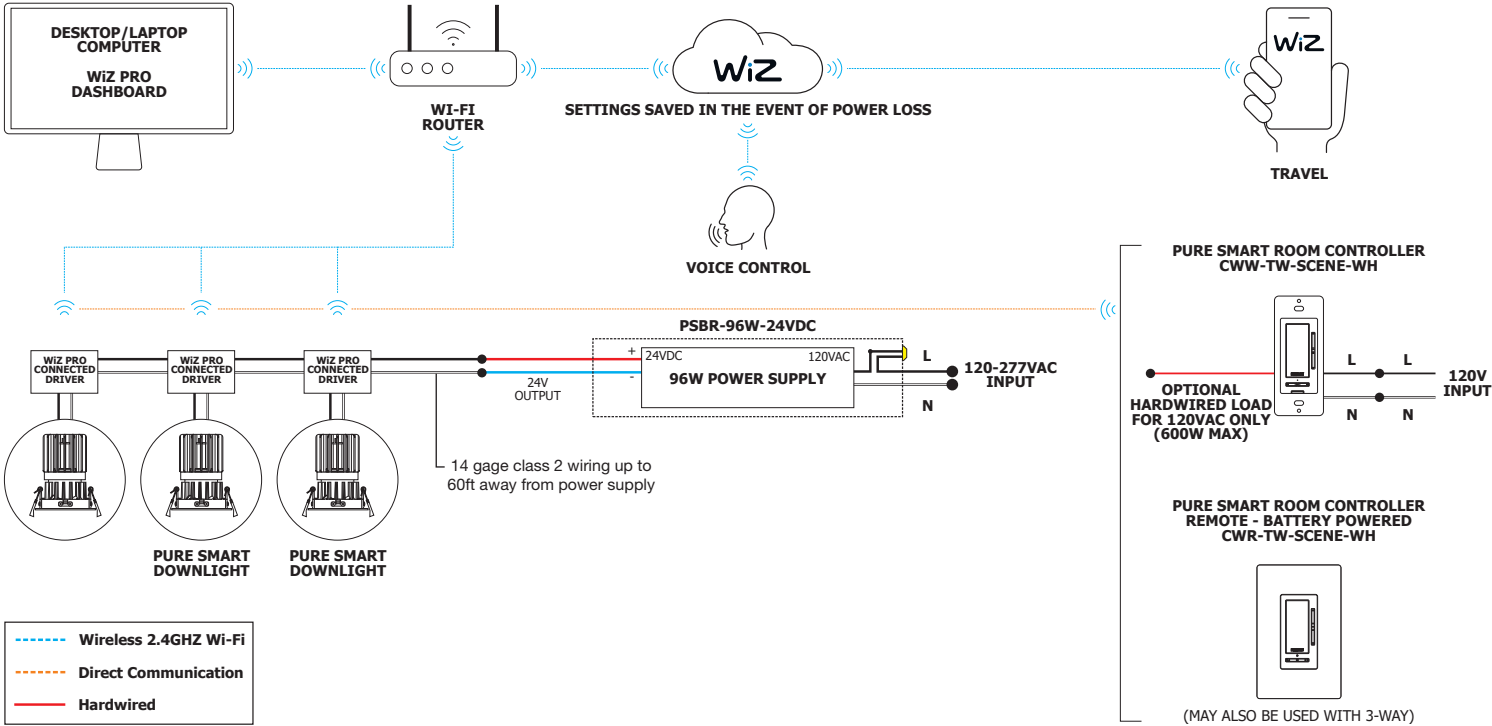 DESKTOP/LAPTOP
COMPUTER
WiZ PRO
DASHBOARD
WI-FI
ROUTER
WiZ
SETTINGS SAVED IN THE EVENT OF POWER LOSS
WiZ
TRAVEL
VOICE CONTROL
PURE SMART ROOM CONTROLLER
CWW-TW-SCENE-WH
L
L
N
N
120V
INPUT
OPTIONAL
HARDWIRED LOAD
FOR 120VAC ONLY
(600W MAX)
PSBR-96W-24VDC
WiZ PRO
CONNECTED
DRIVER
WiZ PRO
CONNECTED
DRIVER
WiZ PRO
CONNECTED
DRIVER
+
-
24V
OUTPUT
24VDC
120VAC
96W POWER SUPPLY
L
N
120-277VAC
INPUT
14 gage class 2 wiring up to
60ft away from power supply
PURE SMART
DOWNLIGHT
PURE SMART
DOWNLIGHT
PURE SMART ROOM CONTROLLER
REMOTE - BATTERY POWERED
CWR-TW-SCENE-WH
(MAY ALSO BE USED WITH 3-WAY)
Wireless 2.4GHZ Wi-Fi
Direct Communication
Hardwired